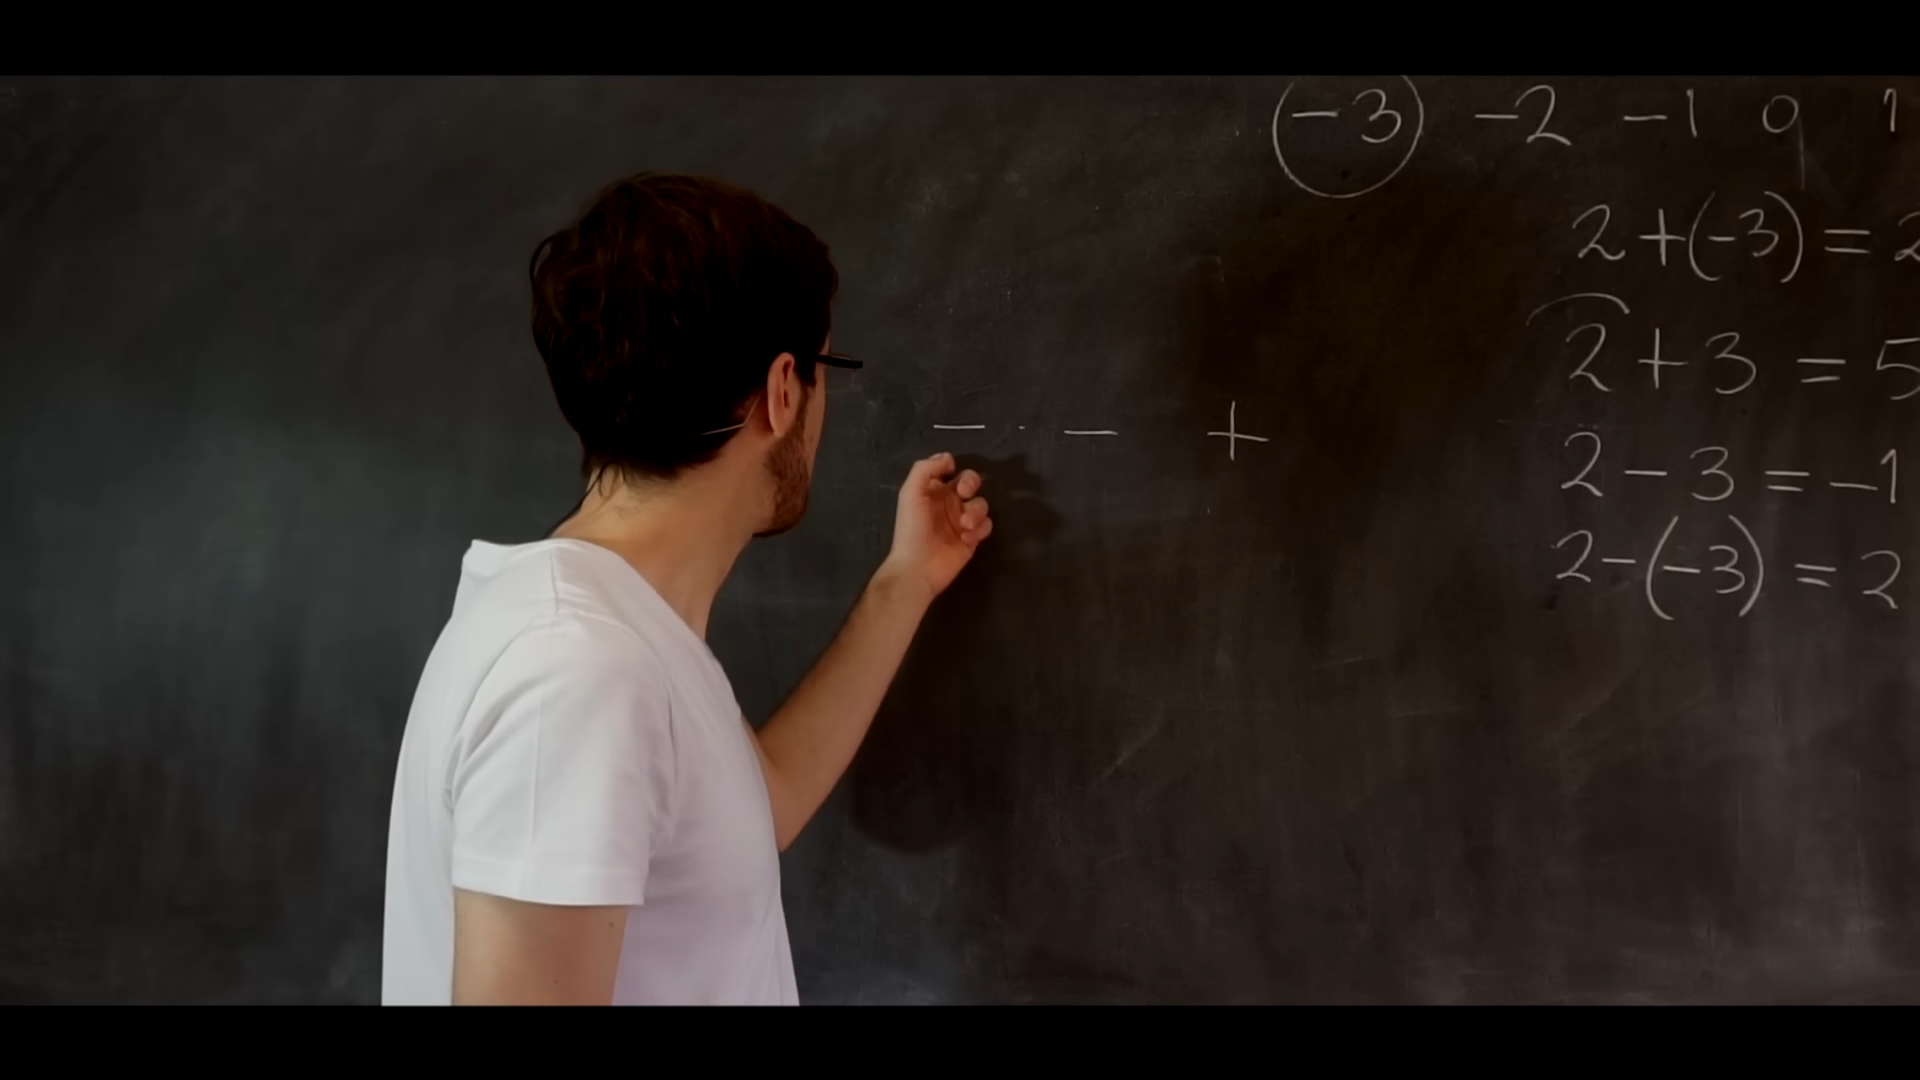 (-3) -2 -1 0 1
2+(-3) = 2
2 + 3 = 5
- · - +
2 - 3 = -1
2-(-3) = 2